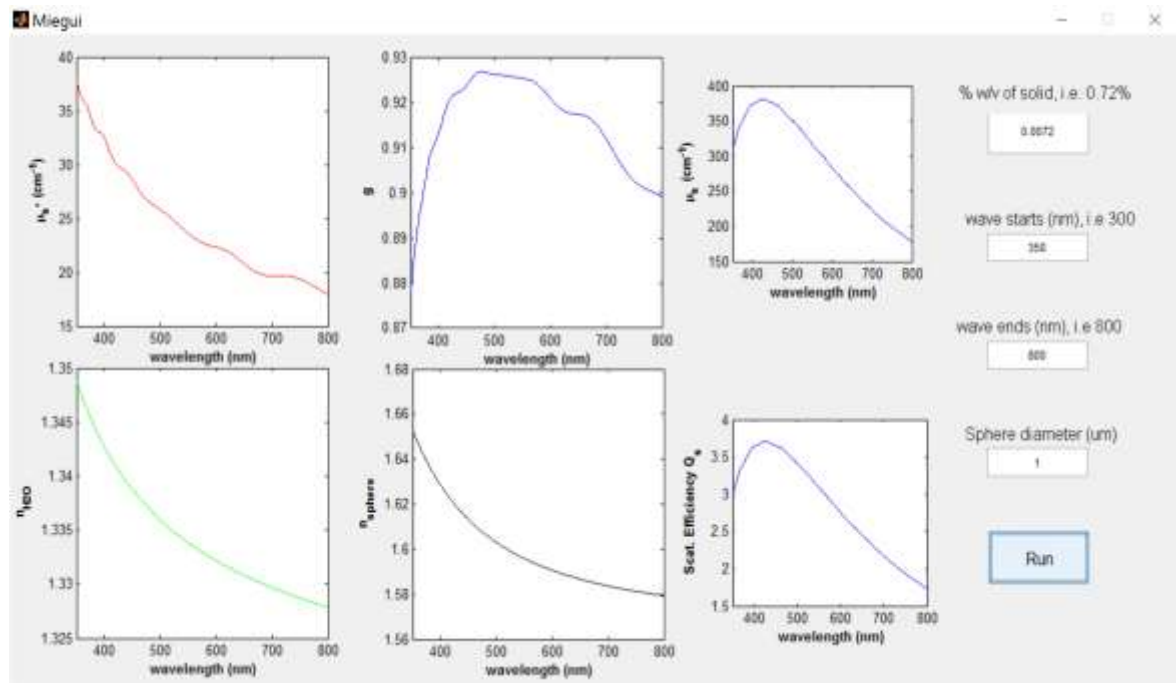 Miegui
40
35
30
25
20
15
μs' (cm⁻¹)
400 500 600 700 800
wavelength (nm)
0.93
0.92
0.91
0.9
0.89
0.88
0.87
g
400 500 600 700 800
wavelength (nm)
400
350
300
250
200
150
μs (cm⁻¹)
400 500 600 700 800
wavelength (nm)
% w/v of solid, i.e. 0.72%
0.0072
wave starts (nm), i.e 300
350
wave ends (nm), i.e 800
800
Sphere diameter (um)
1
Run
1.35
1.345
1.34
1.335
1.33
1.325
400 500 600 700 800
wavelength (nm)
1.68
1.66
1.64
1.62
1.6
1.58
1.56
nsphere
400 500 600 700 800
wavelength (nm)
4
3.5
3
2.5
2
1.5
Scat. Efficiency Qs
400 500 600 700 800
wavelength (nm)